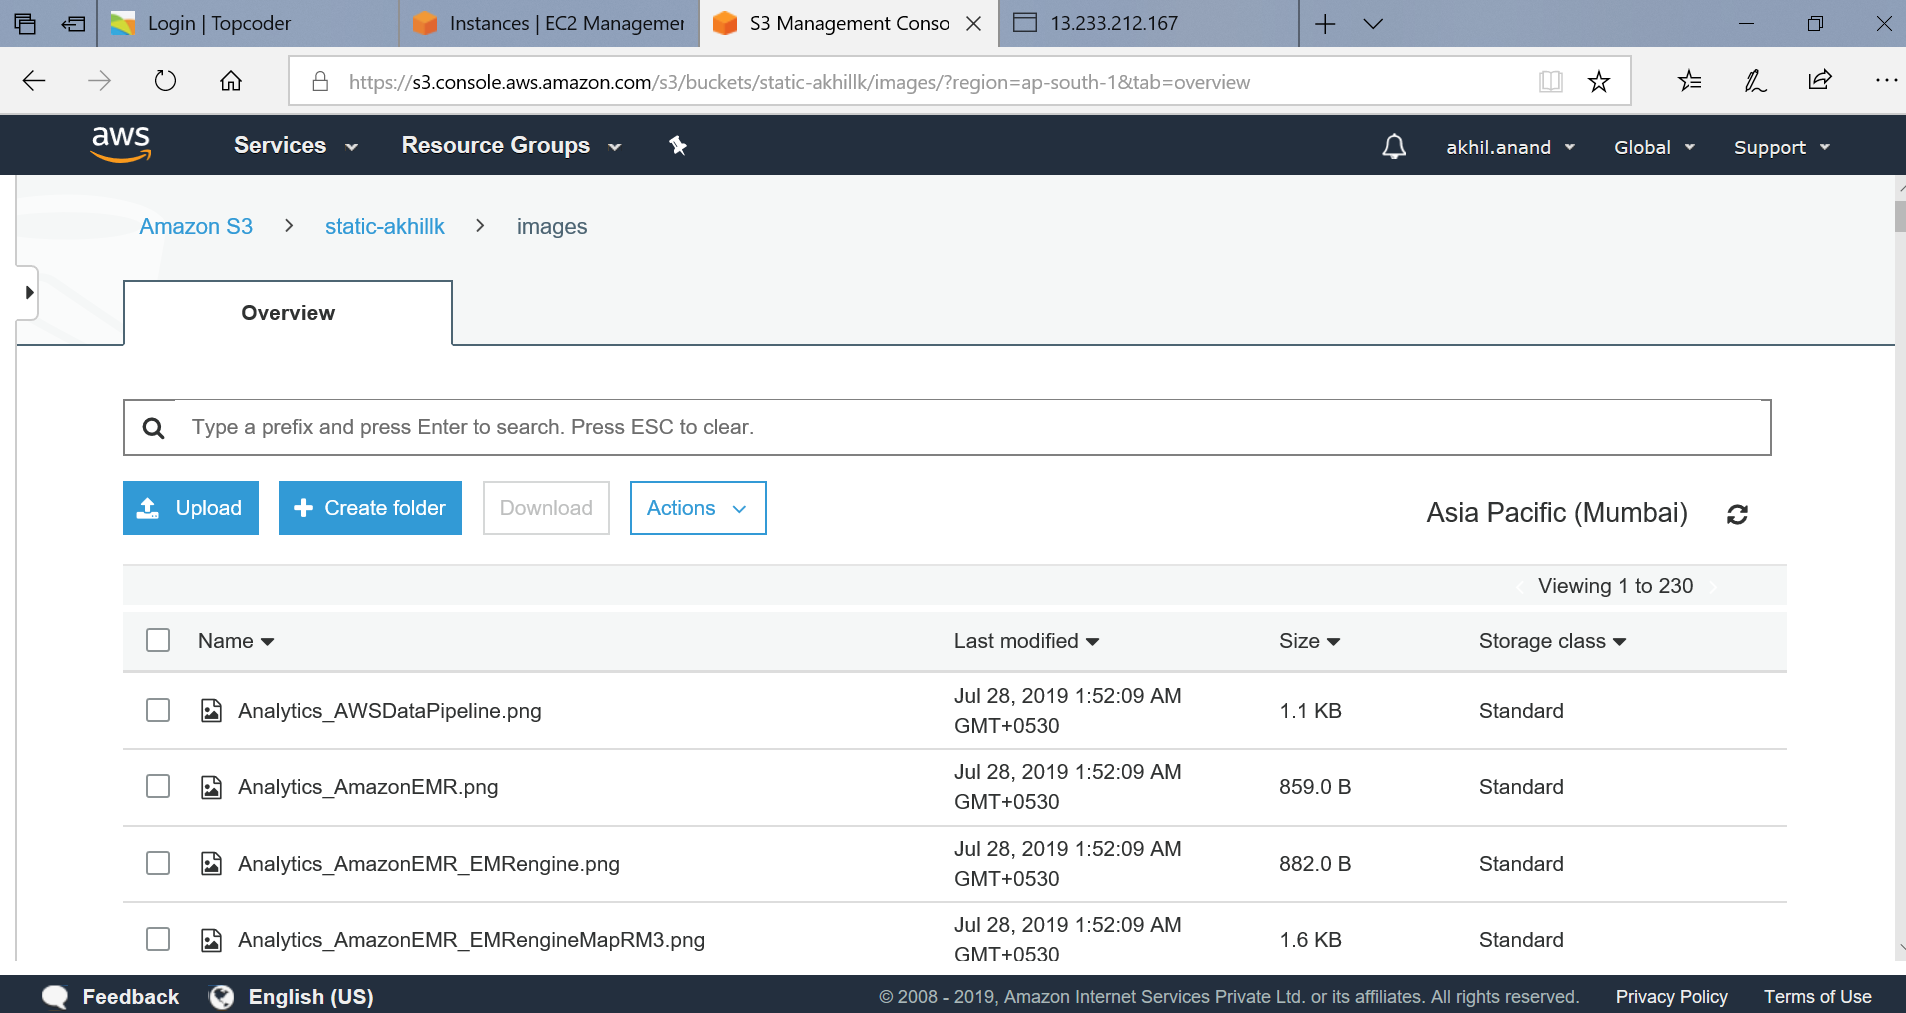 Login | Topcoder
Instances | EC2 Managemer
S3 Management Conso
13.233.212.167
https://s3.console.aws.amazon.com/s3/buckets/static-akhillk/images/?region=ap-south-1&tab=overview
aws
Services
Resource Groups
akhil.anand
Global
Support
Amazon S3 > static-akhillk > images
Overview
Type a prefix and press Enter to search. Press ESC to clear.
Upload
Create folder
Download
Actions
Asia Pacific (Mumbai)
Viewing 1 to 230
Name Last modified Size Storage class
Analytics_AWSDataPipeline.png Jul 28, 2019 1:52:09 AM GMT+0530 1.1 KB Standard
Analytics_AmazonEMR.png Jul 28, 2019 1:52:09 AM GMT+0530 859.0 B Standard
Analytics_AmazonEMR_EMRengine.png Jul 28, 2019 1:52:09 AM GMT+0530 882.0 B Standard
Analytics_AmazonEMR_EMRengineMapRM3.png Jul 28, 2019 1:52:09 AM GMT+0530 1.6 KB Standard
Feedback
English (US)
© 2008 - 2019, Amazon Internet Services Private Ltd. or its affiliates. All rights reserved.
Privacy Policy
Terms of Use